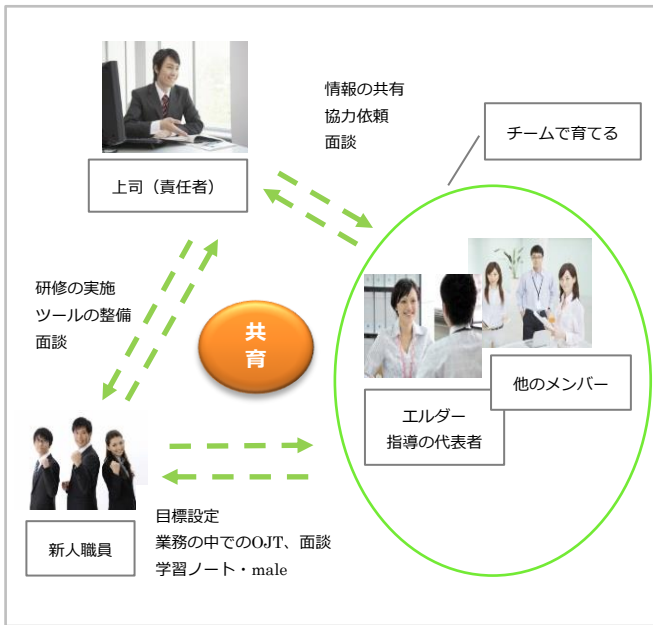 情報の共有
協力依頼
面談
チームで育てる
上司（責任者）
研修の実施
ツールの整備
面談
共
育
他のメンバー
エルダー
指導の代表者
新人職員
目標設定
業務の中でのOJT、面談
学習ノート・male